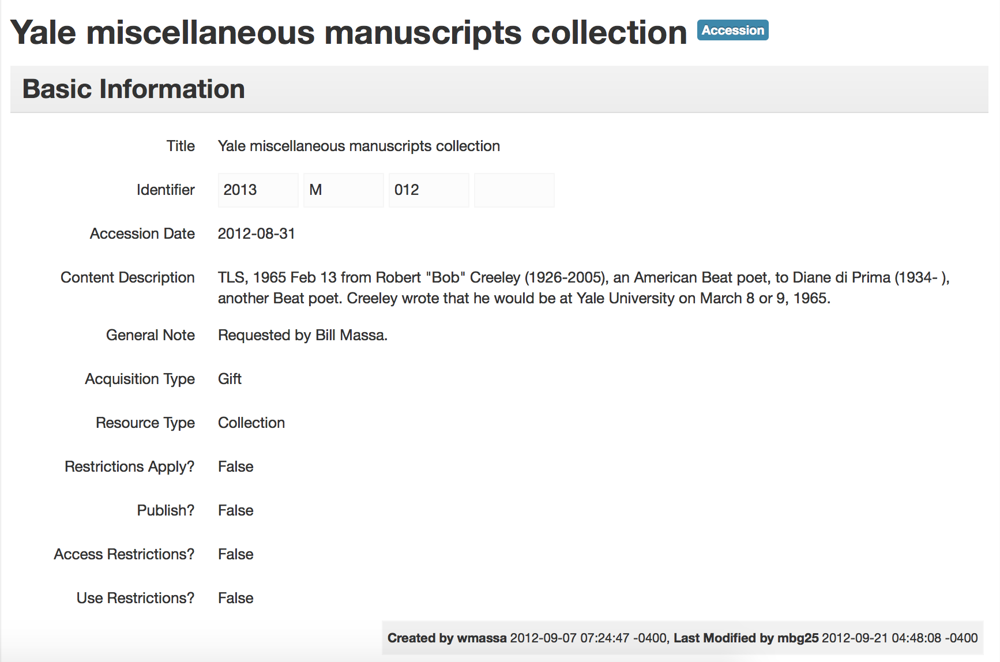 Yale miscellaneous manuscripts collection Accession
Basic Information
Title Yale miscellaneous manuscripts collection
Identifier 2013 M 012
Accession Date 2012-08-31
Content Description TLS, 1965 Feb 13 from Robert "Bob" Creeley (1926-2005), an American Beat poet, to Diane di Prima (1934- ),
another Beat poet. Creeley wrote that he would be at Yale University on March 8 or 9, 1965.
General Note Requested by Bill Massa.
Acquisition Type Gift
Resource Type Collection
Restrictions Apply? False
Publish? False
Access Restrictions? False
Use Restrictions? False
Created by wmassa 2012-09-07 07:24:47 -0400, Last Modified by mbg25 2012-09-21 04:48:08 -0400